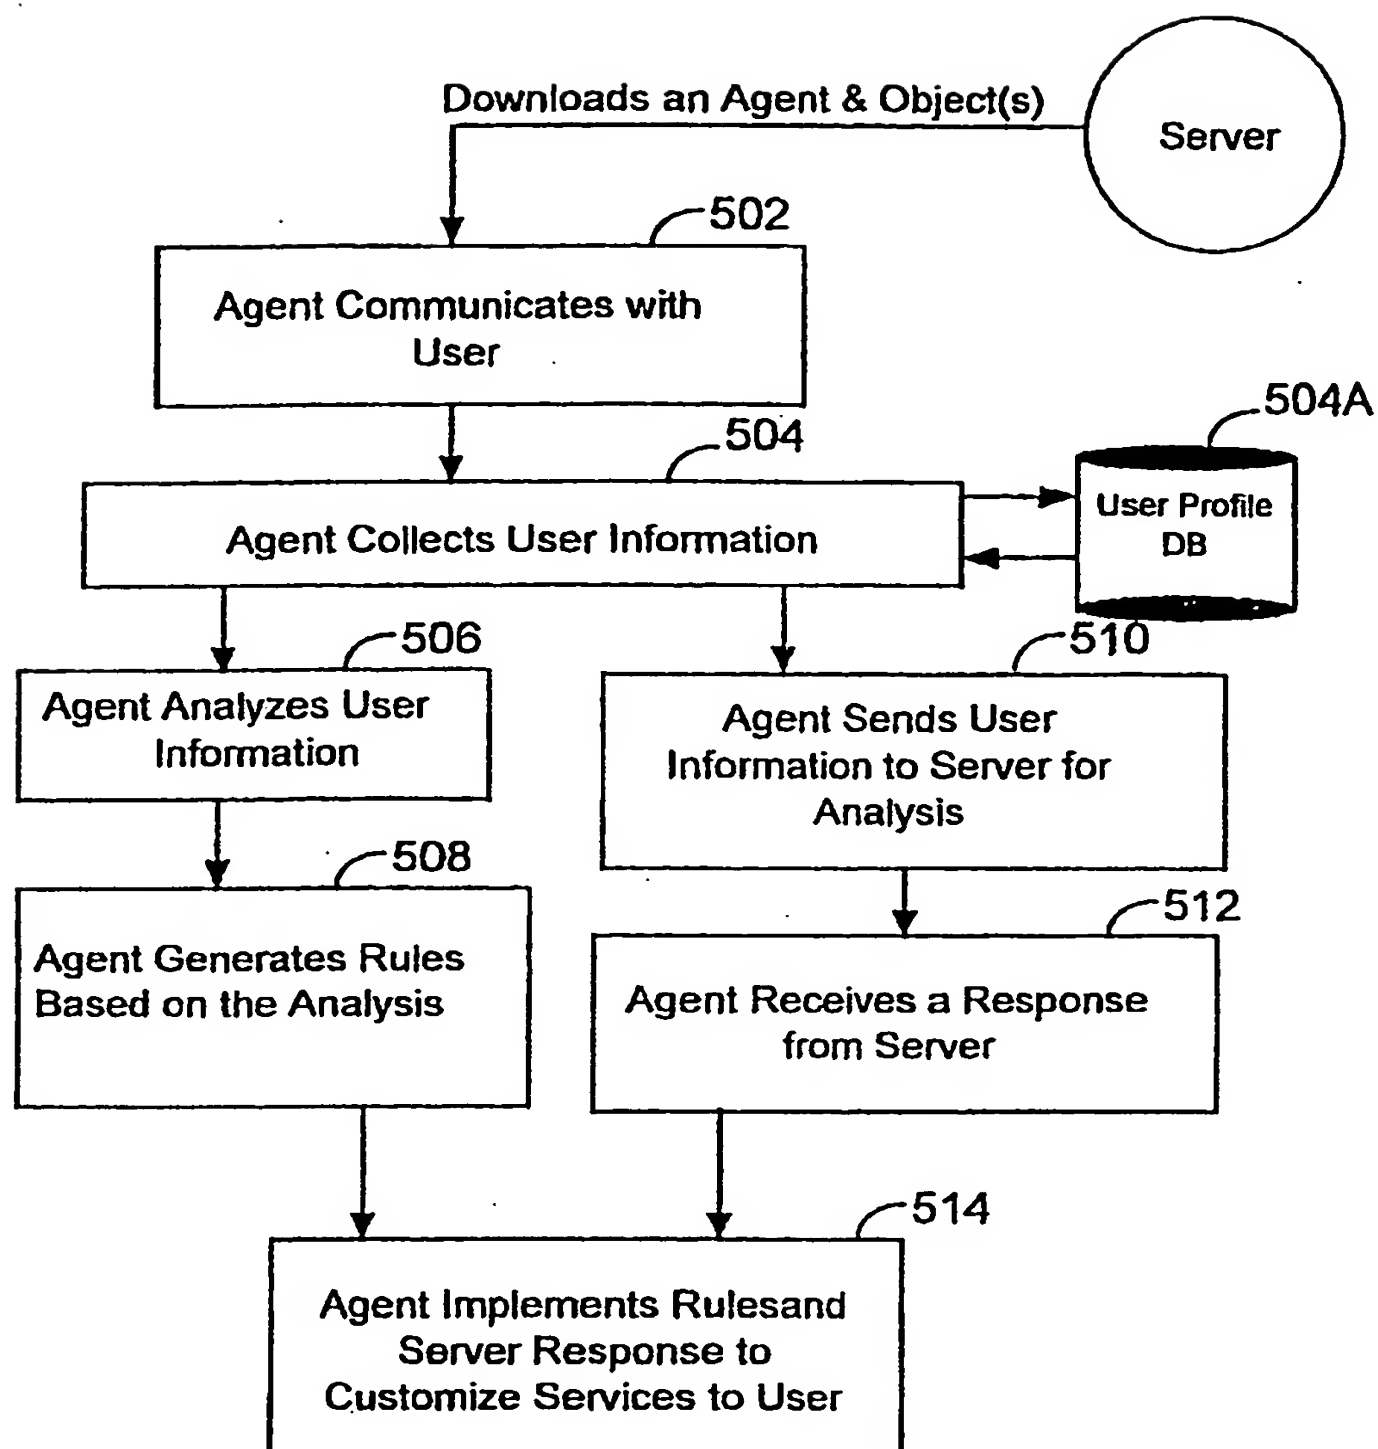 Downloads an Agent & Object(s)
Server
502
Agent Communicates with
User
504
504A
Agent Collects User Information
User Profile
DB
506
510
Agent Analyzes User
Information
Agent Sends User
Information to Server for
Analysis
508
512
Agent Generates Rules
Based on the Analysis
Agent Receives a Response
from Server
514
Agent Implements Rulesand
Server Response to
Customize Services to User